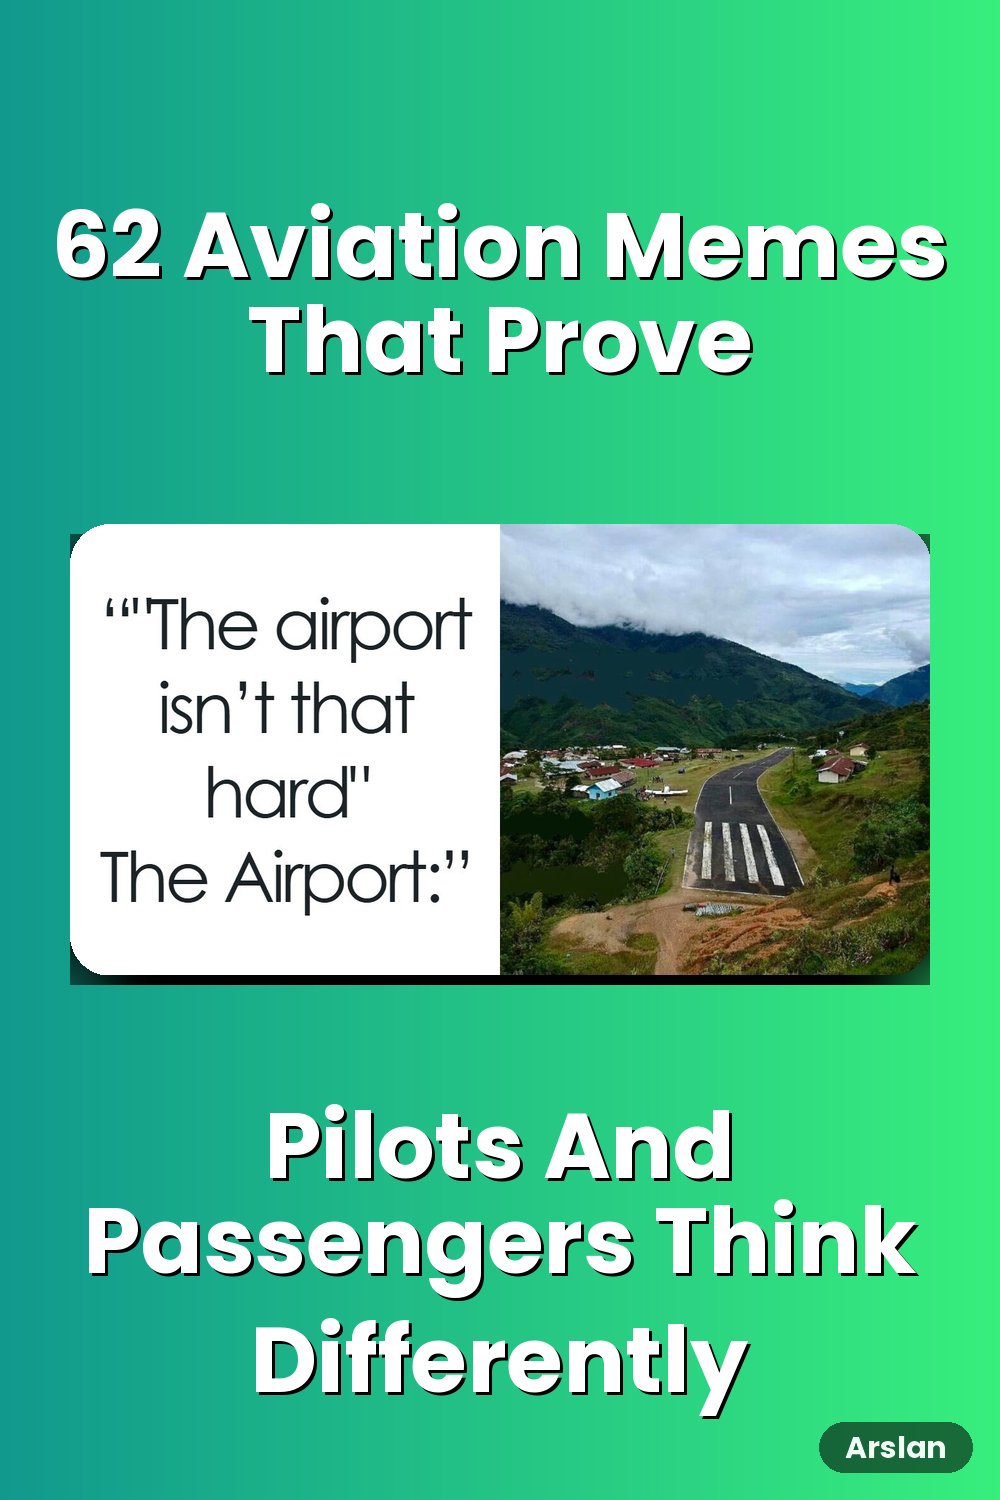 62 Aviation Memes
That Prove
“"The airport
isn’t that
hard"
The Airport:”
Pilots And
Passengers Think
Differently
Arslan